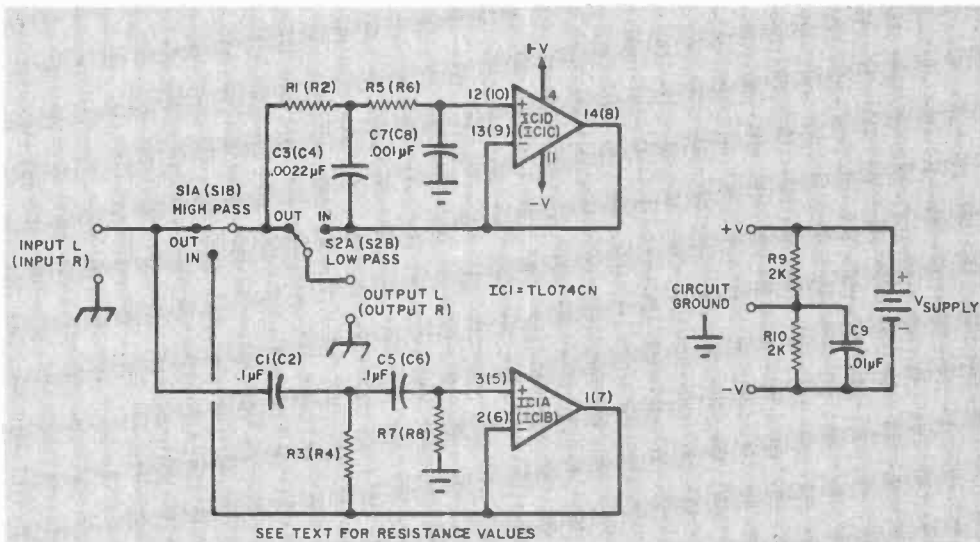 R1(R2)
R5(R6)
+V
4
12(10)
+
IC1D
(IC1C)
14(8)
13(9)
−
11
−V
C7(C8)
.001µF
C3(C4)
.0022µF
S1A (S1B)
HIGH PASS
OUT
IN
INPUT L
(INPUT R)
OUT
IN
S2A (S2B)
LOW PASS
OUTPUT L
(OUTPUT R)
IC1 = TL074CN
C1(C2)
.1µF
C5(C6)
.1µF
3(5)
+
IC1A
(IC1B)
1(7)
2(6)
−
R3(R4)
R7(R8)
+V
R9
2K
CIRCUIT
GROUND
R10
2K
C9
.01µF
+
VSUPPLY
−
−V
SEE TEXT FOR RESISTANCE VALUES